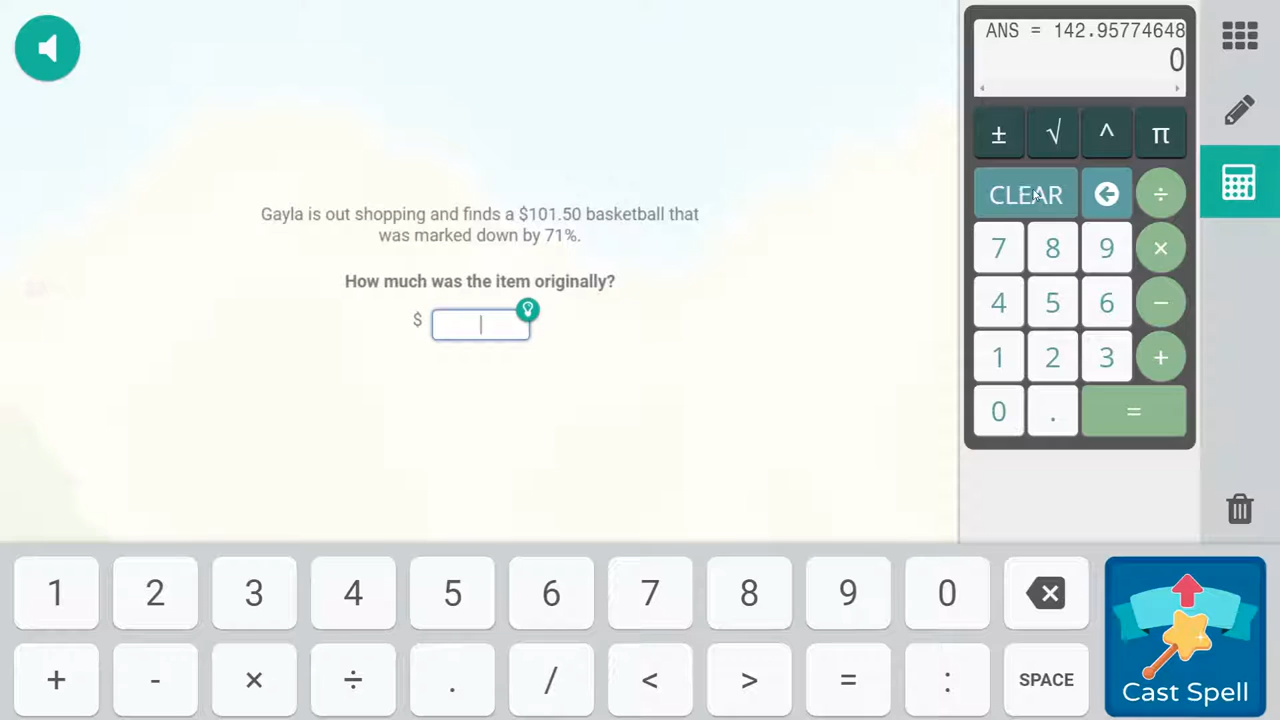 ANS = 142.95774648
0
± √ ^ π
CLEAR ÷
7 8 9 ×
4 5 6 −
1 2 3 +
0 . =
Gayla is out shopping and finds a $101.50 basketball that
was marked down by 71%.
How much was the item originally?
$
1 2 3 4 5 6 7 8 9 0
+ - × ÷ . / < > = : SPACE
Cast Spell